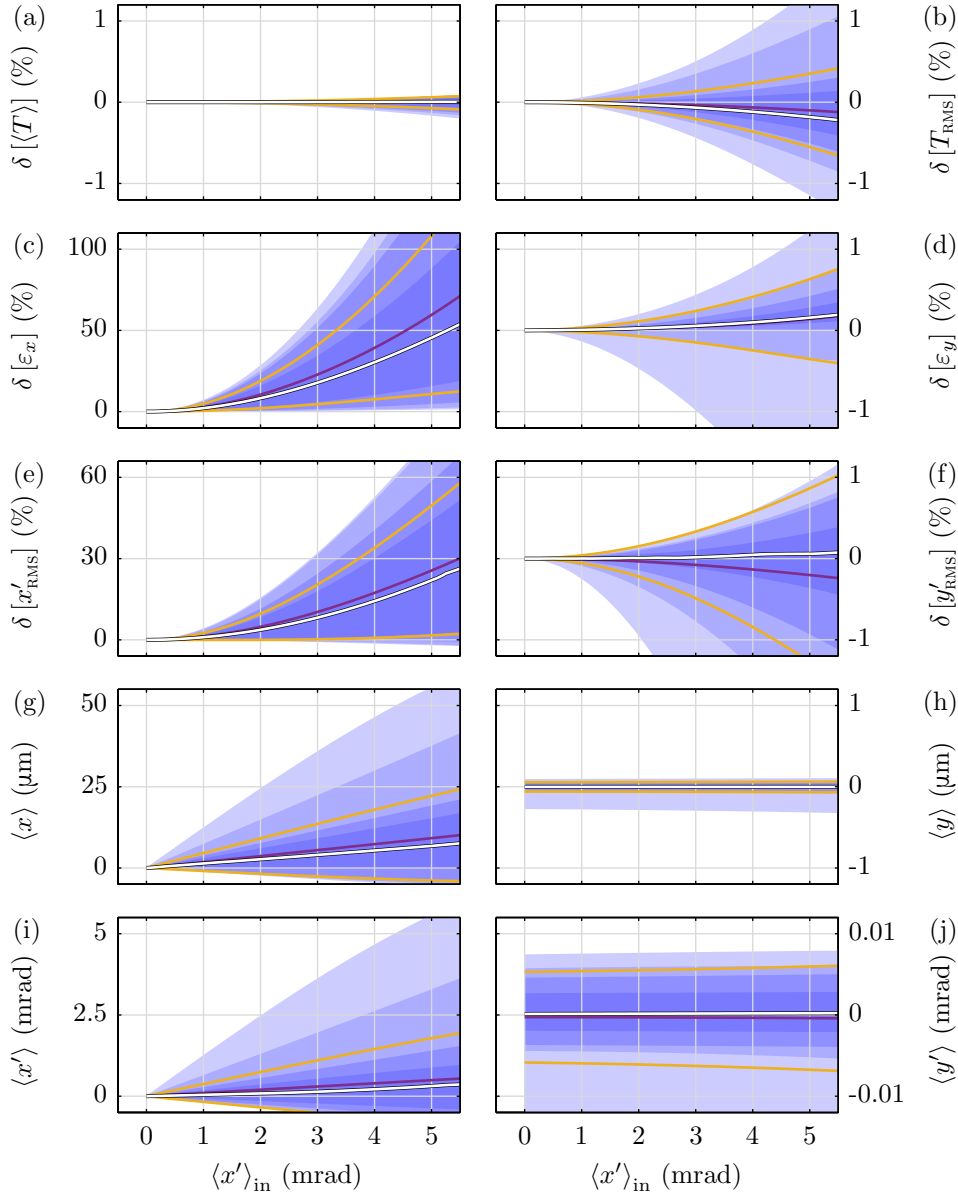 (a)
1
0
-1
δ [⟨T⟩] (%)
(b)
1
0
-1
δ [T_RMS] (%)
(c)
100
50
0
δ [ε_x] (%)
(d)
1
0
-1
δ [ε_y] (%)
(e)
60
30
0
δ [x′_RMS] (%)
(f)
1
0
-1
δ [y′_RMS] (%)
(g)
50
25
0
⟨x⟩ (µm)
(h)
1
0
-1
⟨y⟩ (µm)
(i)
5
2.5
0
⟨x′⟩ (mrad)
(j)
0.01
0
-0.01
⟨y′⟩ (mrad)
0 1 2 3 4 5
⟨x′⟩_in (mrad)
0 1 2 3 4 5
⟨x′⟩_in (mrad)